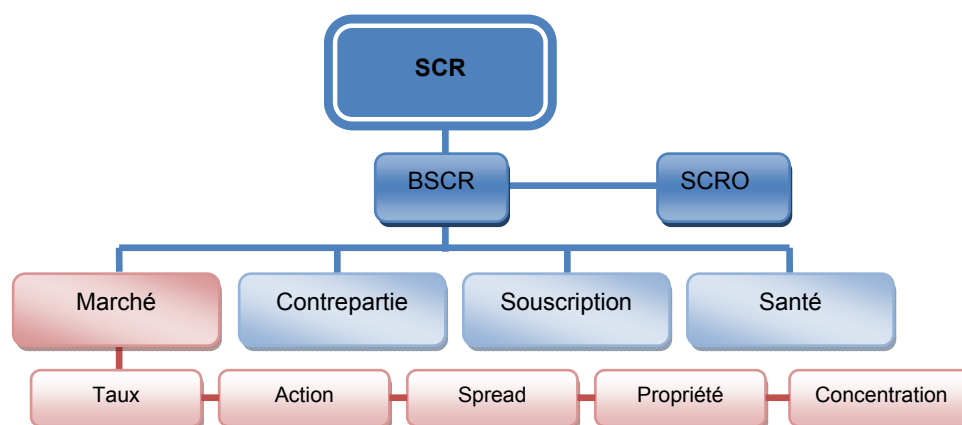 SCR
BSCR
SCRO
Marché
Contrepartie
Souscription
Santé
Taux
Action
Spread
Propriété
Concentration